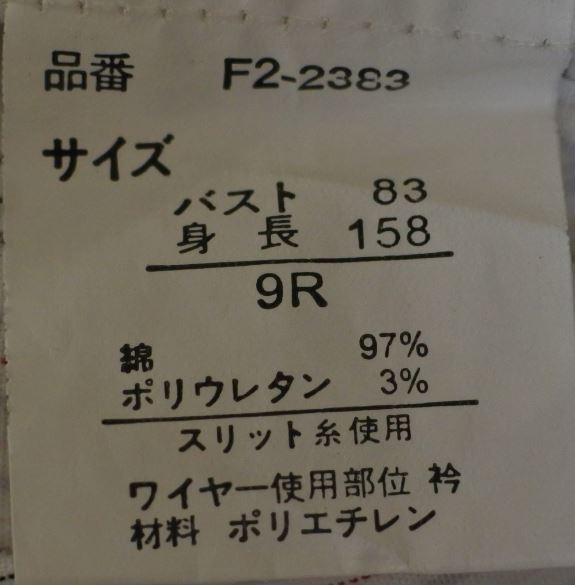 品番 F2-2383
サイズ
バスト 83
身長 158
9R
綿 97%
ポリウレタン 3%
スリット糸使用
ワイヤー使用部位 衿
材料 ポリエチレン